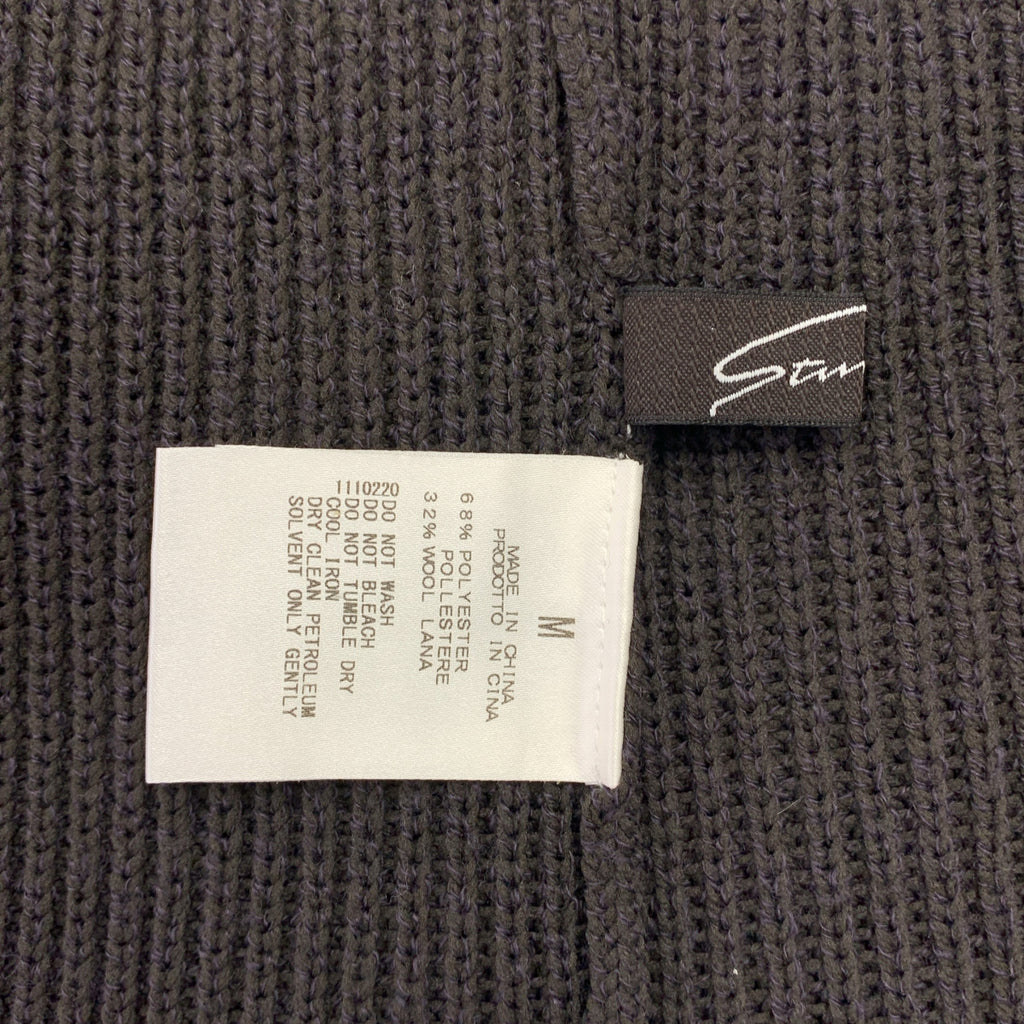 M
MADE IN CHINA
PRODOTTO IN CINA
68% POLYESTER
POLLESTERE
32% WOOL LANA
1110220
DO NOT WASH
DO NOT BLEACH
DO NOT TUMBLE DRY
COOL IRON
DRY CLEAN PETROLEUM
SOLVENT ONLY GENTLY